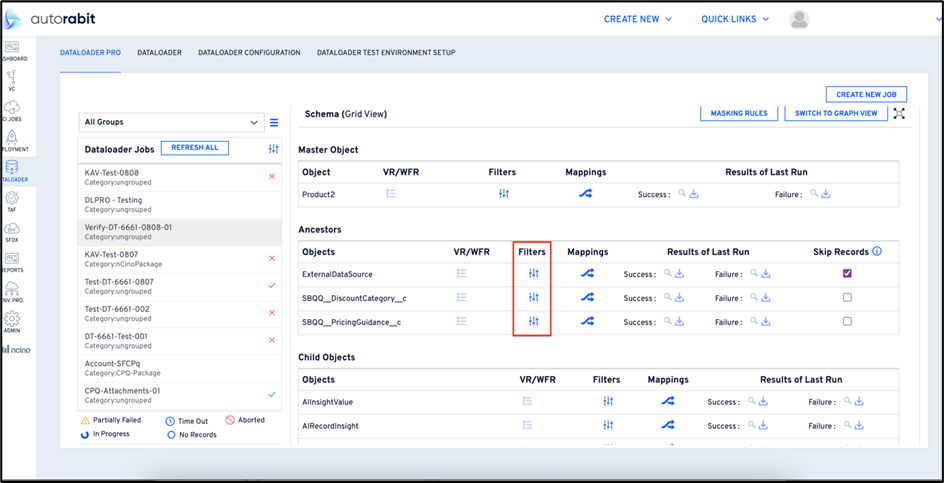 autorabit
CREATE NEW
QUICK LINKS
DATALOADER PRO DATALOADER DATALOADER CONFIGURATION DATALOADER TEST ENVIRONMENT SETUP
SHBOARD
VC
CI JOBS
PLOYMENT
TALOADER
TAF
SFDX
REPORTS
ENV. PRO.
ADMIN
ncino
CREATE NEW JOB
All Groups
Dataloader Jobs REFRESH ALL
KAV-Test-0808
Category:ungrouped
DLPRO - Testing
Category:ungrouped
Verify-DT-6661-0808-01
Category:ungrouped
KAV-Test-0807
Category:nCinoPackage
Test-DT-6661-0807
Category:ungrouped
Test-DT-6661-002
Category:ungrouped
DT-6661-Test-001
Category:ungrouped
Account-SFCPq
Category:CPQ-Package
CPQ-Attachments-01
Category:ungrouped
Partially Failed Time Out Aborted
In Progress No Records
Schema (Grid View) MASKING RULES SWITCH TO GRAPH VIEW
Master Object
Object VR/WFR Filters Mappings Results of Last Run
Product2 Success : Failure :
Ancestors
Objects VR/WFR Filters Mappings Results of Last Run Skip Records
ExternalDataSource Success : Failure :
SBQQ__DiscountCategory__c Success : Failure :
SBQQ__PricingGuidance__c Success : Failure :
Child Objects
Objects VR/WFR Filters Mappings Results of Last Run
AIInsightValue Success : Failure :
AIRecordInsight Success : Failure :